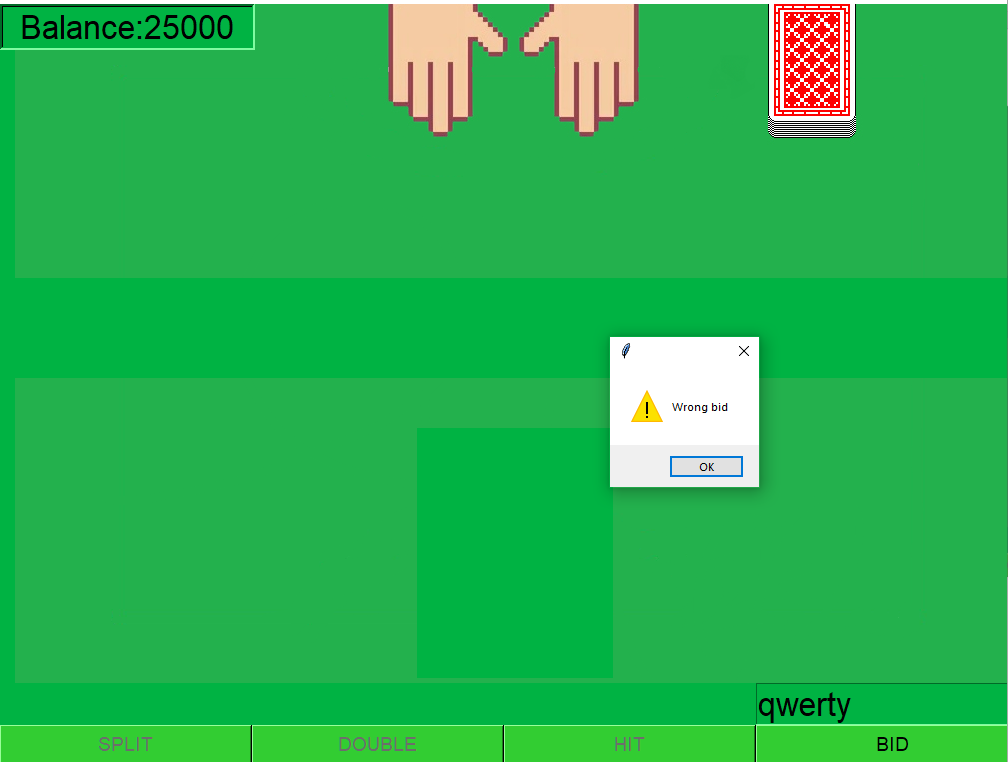 Balance:25000
Wrong bid
OK
qwerty
SPLIT
DOUBLE
HIT
BID